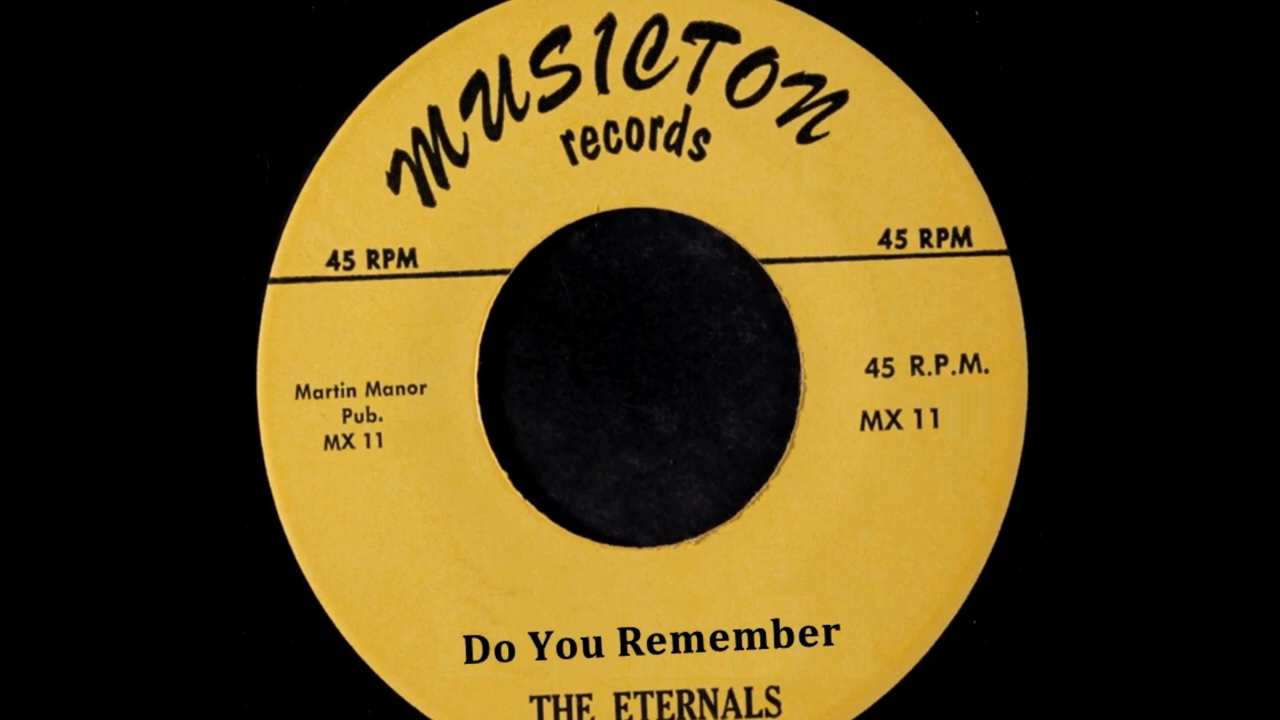 MUSICTON
records
45 RPM
45 RPM
Martin Manor
Pub.
MX 11
45 R.P.M.
MX 11
Do You Remember
THE ETERNALS